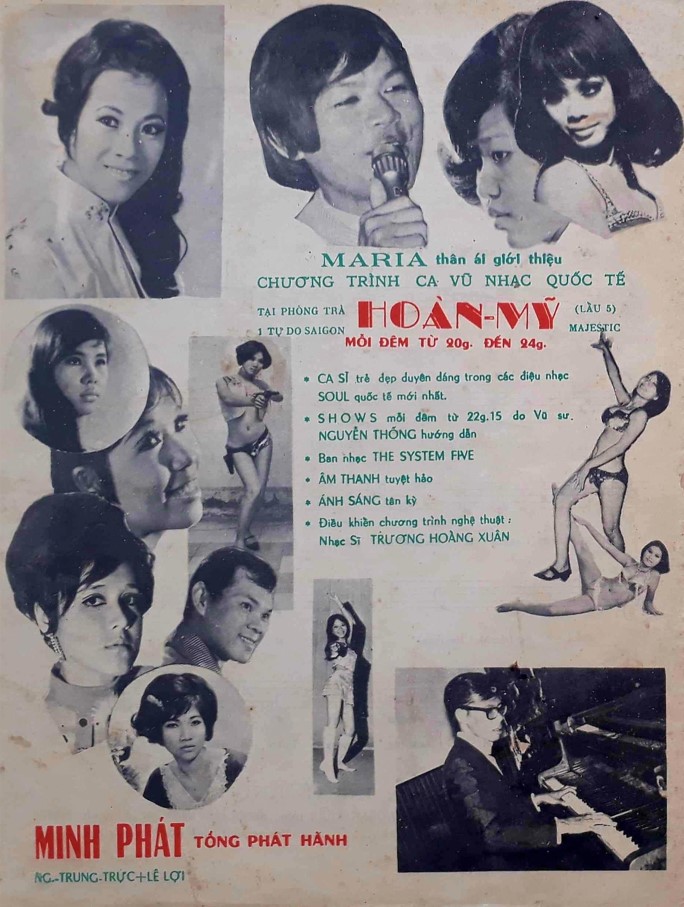 MARIA thân ái giới thiệu
CHƯƠNG TRÌNH CA VŨ NHẠC QUỐC TẾ
TẠI PHÒNG TRÀ HOÀN-MỸ (LẦU 5)
1 TỰ DO SAIGON MAJESTIC
MỖI ĐÊM TỪ 20g. ĐẾN 24g.
* CA SĨ trẻ đẹp duyên dáng trong các điệu nhạc
SOUL quốc tế mới nhất.
* SHOWS mỗi đêm từ 22g.15 do Vũ sư.
NGUYỄN THỐNG hướng dẫn
* Ban nhạc THE SYSTEM FIVE
* ÂM THANH tuyệt hảo
* ÁNH SÁNG tân kỳ
* Điều khiển chương trình nghệ thuật :
Nhạc Sĩ TRƯƠNG HOÀNG XUÂN
MINH PHÁT TỔNG PHÁT HÀNH
NG.-TRUNG-TRỰC+LÊ LỢI